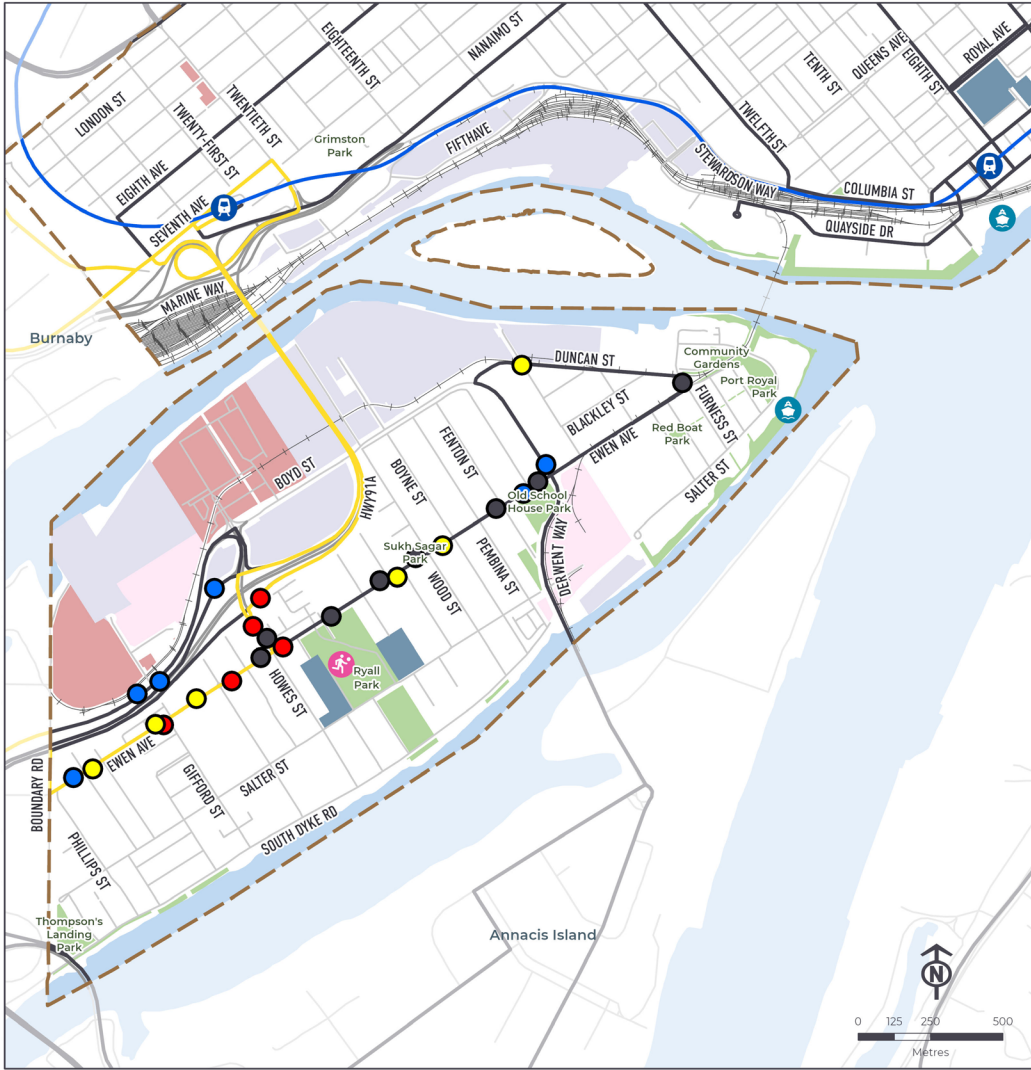 EIGHTEENTH ST
NANAIMO ST
QUEENS AVE
ROYAL AVE
TENTH ST
EIGHTH ST
LONDON ST
TWENTIETH ST
TWENTY-FIRST ST
Grimston
Park
FIFTHAVE
TWELFTH ST
STEWARDSON WAY
EIGHTH AVE
SEVENTH AVE
COLUMBIA ST
QUAYSIDE DR
MARINE WAY
Burnaby
DUNCAN ST
Community
Gardens
Port Royal
Park
BLACKLEY ST
FURNESS ST
Red Boat
Park
EWEN AVE
FENTON ST
BOYNE ST
BOYD ST
HWY91A
SALTER ST
Old School
House Park
DERWENT WAY
Sukh Sagar
Park
PEMBINA ST
WOOD ST
Ryall
Park
HOWES ST
EWEN AVE
GIFFORD ST
SALTER ST
BOUNDARY RD
SOUTH DYKE RD
PHILLIPS ST
Thompson's
Landing
Park
Annacis Island
N
0 125 250 500
Metres